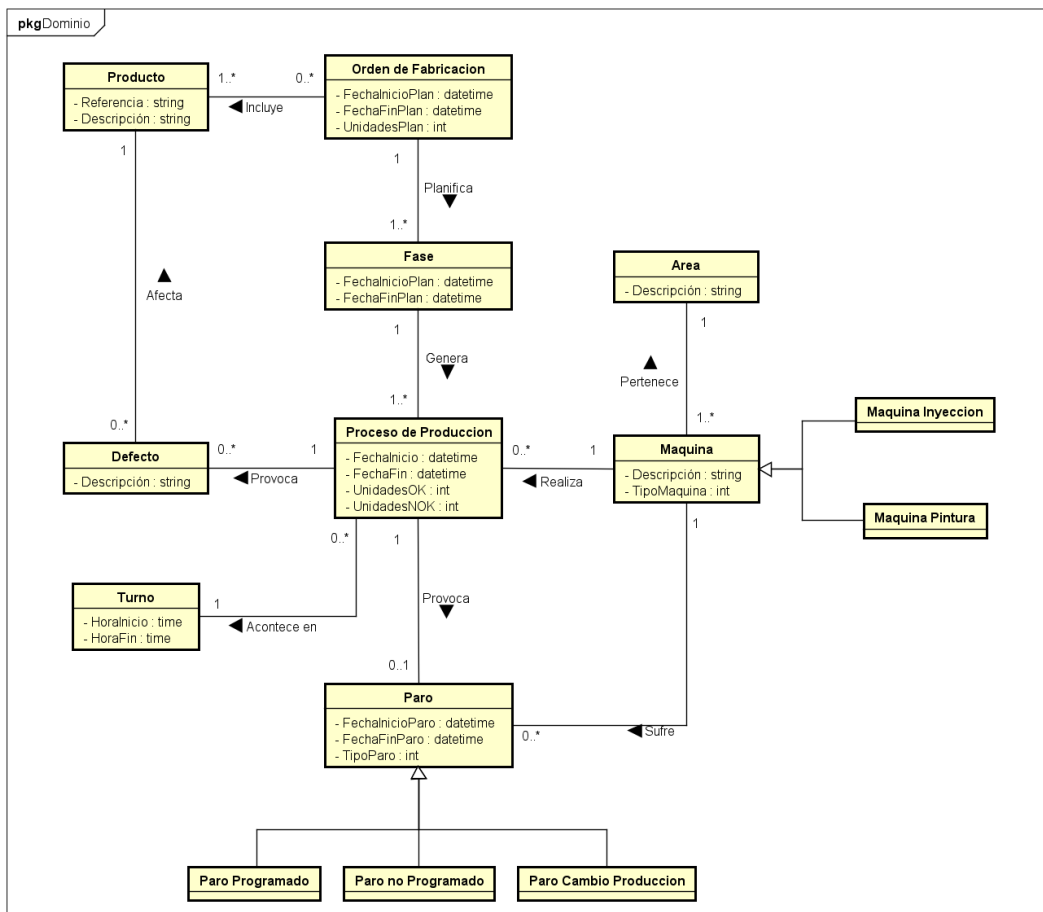 pkg Dominio
Producto
- Referencia : string
- Descripción : string
1..*
0..*
Incluye
Orden de Fabricacion
- FechaInicioPlan : datetime
- FechaFinPlan : datetime
- UnidadesPlan : int
1
1
Planifica
1..*
Afecta
Fase
- FechaInicioPlan : datetime
- FechaFinPlan : datetime
Area
- Descripción : string
1
1
Genera
Pertenece
1..*
1..*
0..*
Defecto
- Descripción : string
0..*
1
Provoca
Proceso de Produccion
- FechaInicio : datetime
- FechaFin : datetime
- UnidadesOK : int
- UnidadesNOK : int
0..*
1
Realiza
Maquina
- Descripción : string
- TipoMaquina : int
Maquina Inyeccion
Maquina Pintura
0..*
1
1
Turno
- HoraInicio : time
- HoraFin : time
1
Acontece en
Provoca
0..1
Paro
- FechaInicioParo : datetime
- FechaFinParo : datetime
- TipoParo : int
0..*
Sufre
Paro Programado
Paro no Programado
Paro Cambio Produccion